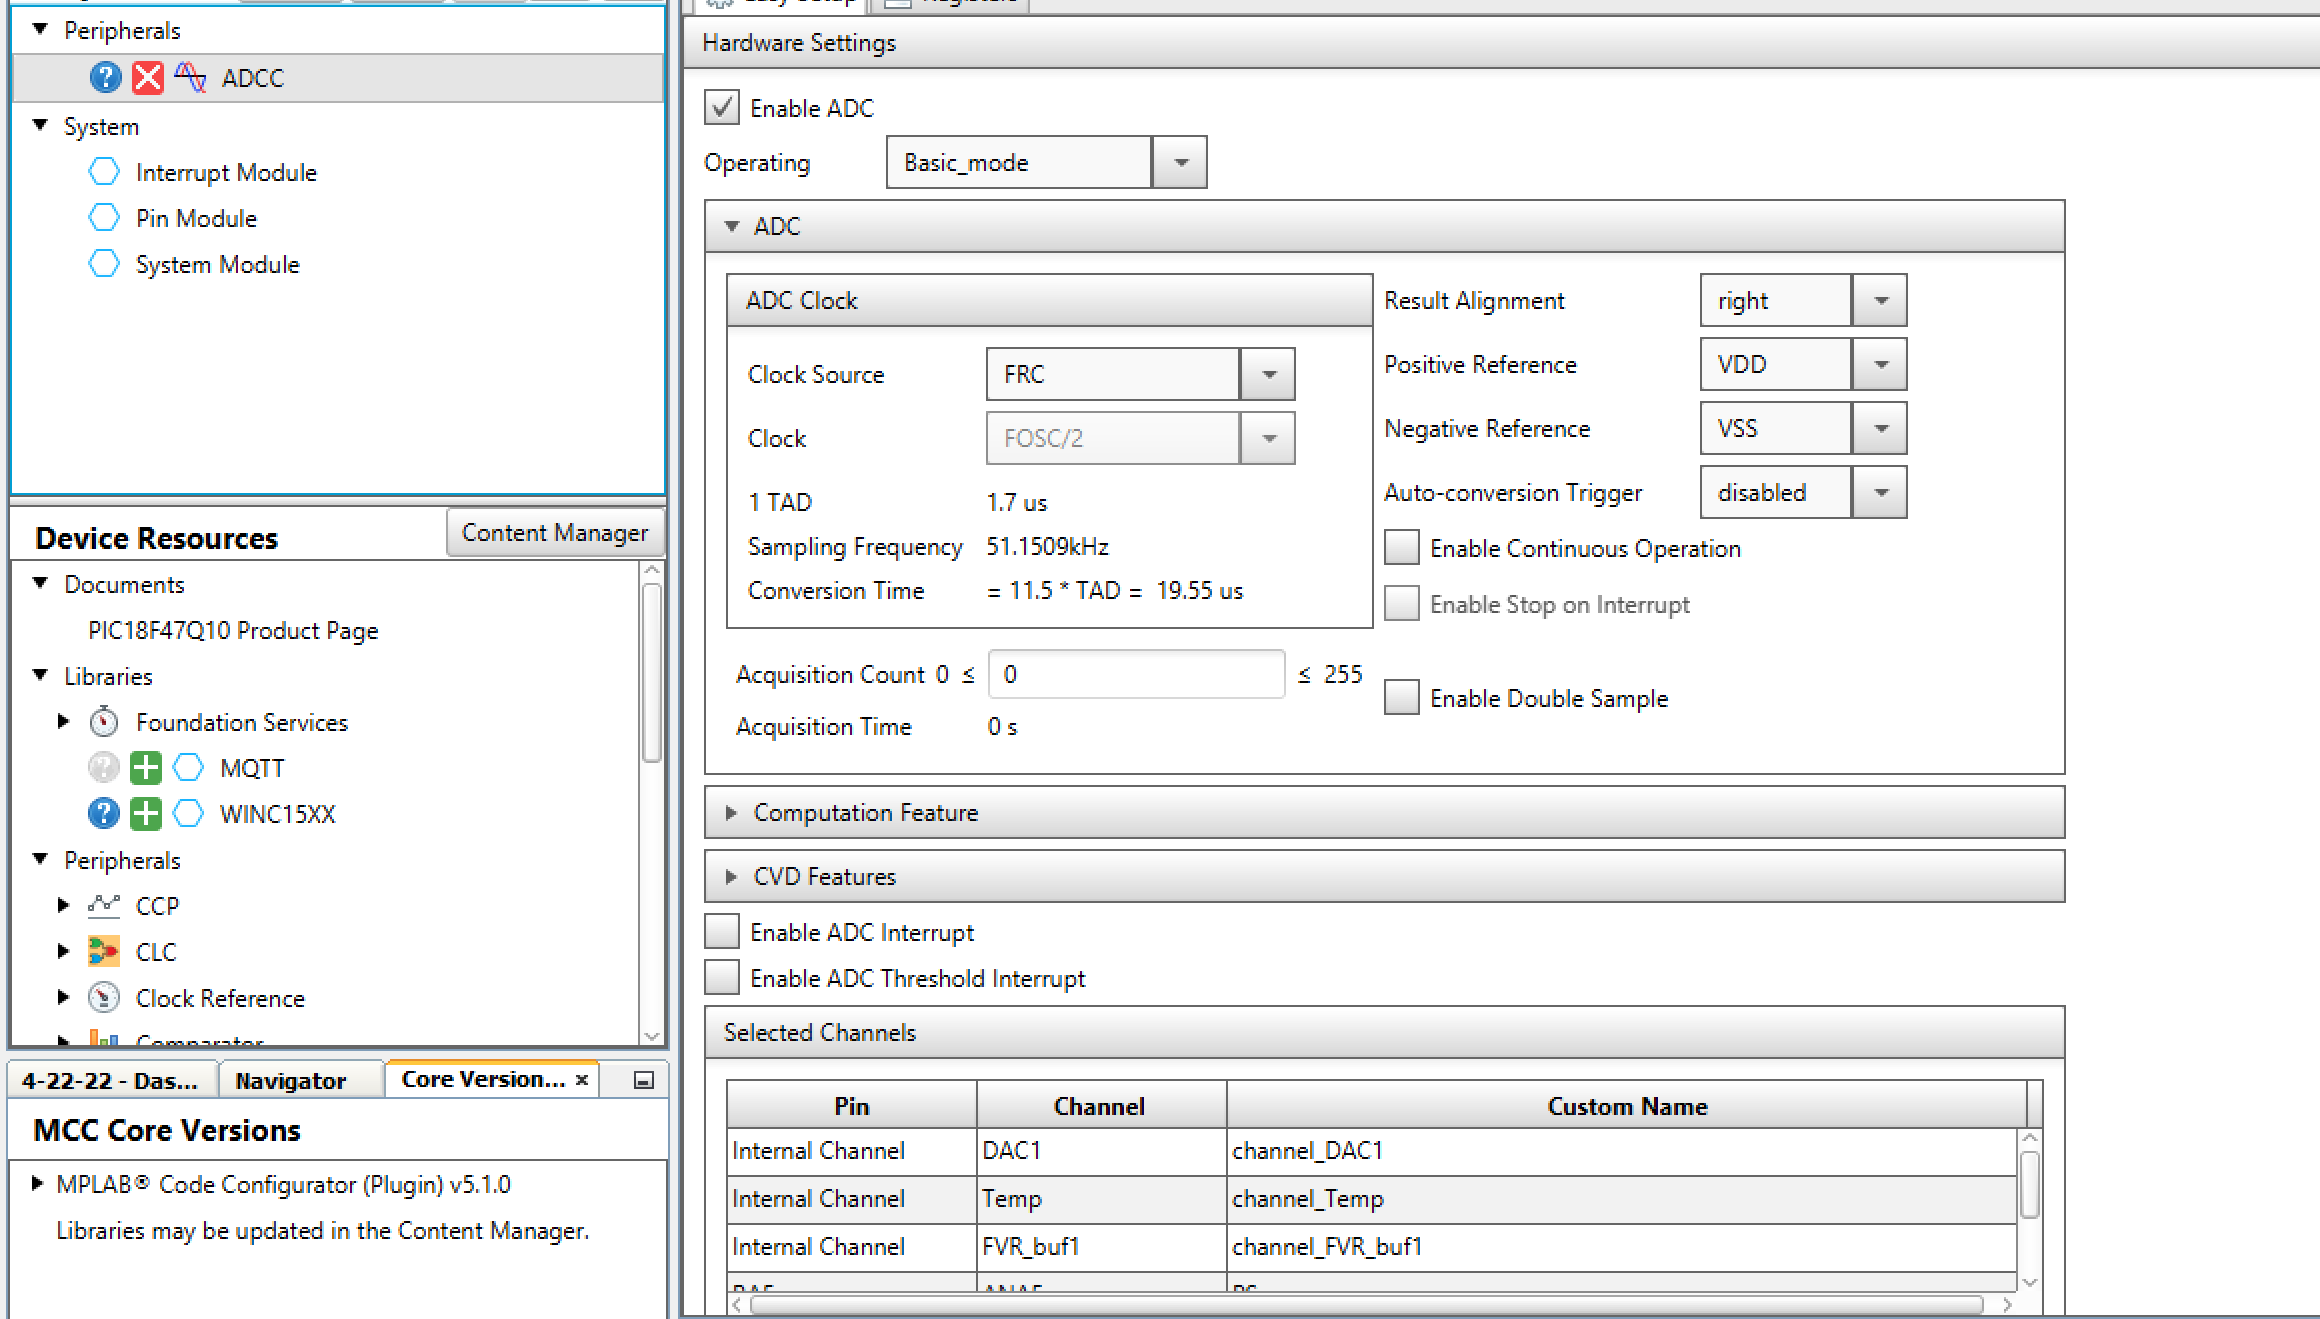 Easy Setup
Registers
Peripherals
ADCC
System
Interrupt Module
Pin Module
System Module
Device Resources
Content Manager
Documents
PIC18F47Q10 Product Page
Libraries
Foundation Services
MQTT
WINC15XX
Peripherals
CCP
CLC
Clock Reference
Comparator
4-22-22 - Das...
Navigator
Core Version... ×
MCC Core Versions
MPLAB® Code Configurator (Plugin) v5.1.0
Libraries may be updated in the Content Manager.
Hardware Settings
Enable ADC
Operating Basic_mode
ADC
ADC Clock
Clock Source FRC
Clock FOSC/2
1 TAD 1.7 us
Sampling Frequency 51.1509kHz
Conversion Time = 11.5 * TAD = 19.55 us
Acquisition Count 0 ≤ 0 ≤ 255
Acquisition Time 0 s
Result Alignment right
Positive Reference VDD
Negative Reference VSS
Auto-conversion Trigger disabled
Enable Continuous Operation
Enable Stop on Interrupt
Enable Double Sample
Computation Feature
CVD Features
Enable ADC Interrupt
Enable ADC Threshold Interrupt
Selected Channels
Pin Channel Custom Name
Internal Channel DAC1 channel_DAC1
Internal Channel Temp channel_Temp
Internal Channel FVR_buf1 channel_FVR_buf1